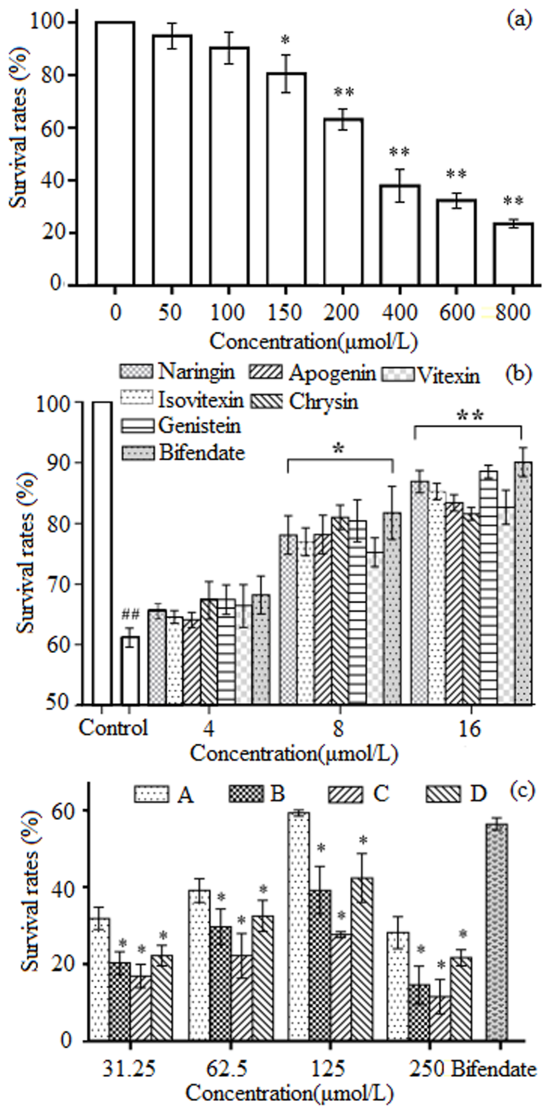 (a)
Survival rates (%)
100
80
60
40
20
0
*
**
**
**
**
0 50 100 150 200 400 600 800
Concentration(µmol/L)
(b)
Naringin Apogenin Vitexin
Isovitexin Chrysin
Genistein
Bifendate
Survival rates (%)
100
90
80
70
60
50
##
*
**
Control 4 8 16
Concentration(µmol/L)
(c)
A B C D
Survival rates (%)
60
40
20
0
* * *
* * *
* * *
* * *
31.25 62.5 125 250 Bifendate
Concentration(µmol/L)